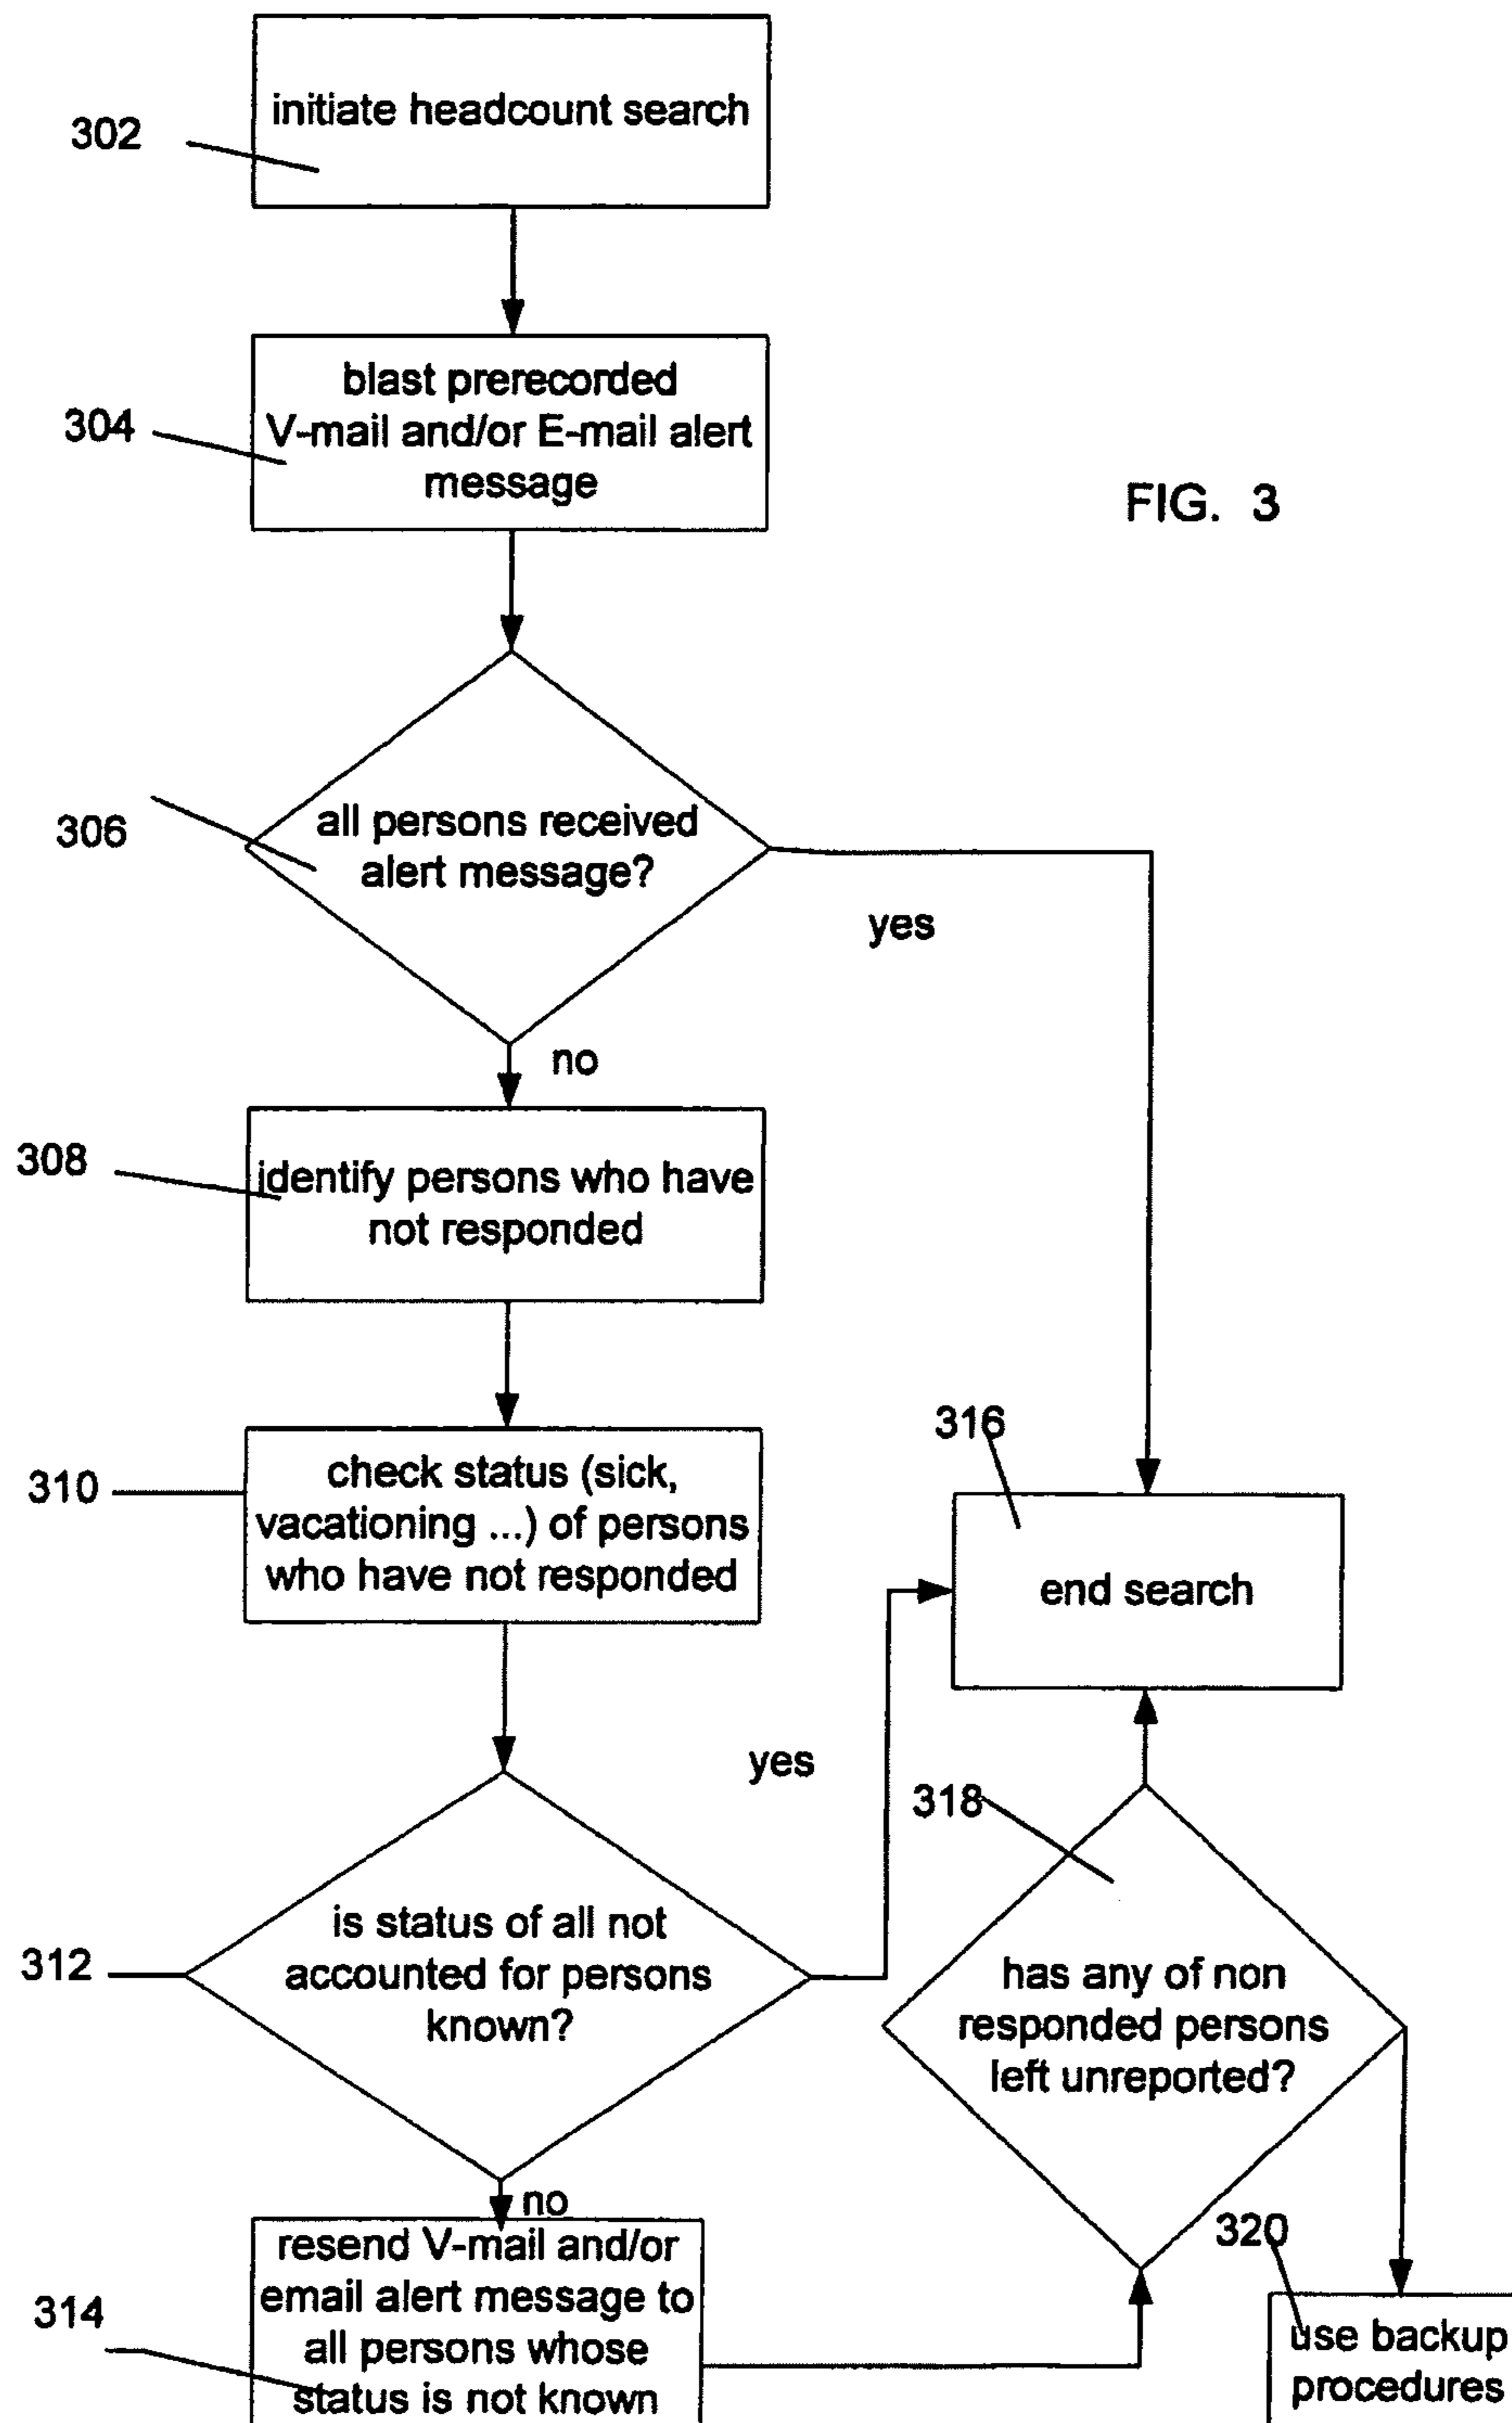 initiate headcount search
302
blast prerecorded
V-mail and/or E-mail alert
message
304
FIG. 3
all persons received
alert message?
306
yes
no
308
identify persons who have
not responded
310
check status (sick,
vacationing ...) of persons
who have not responded
316
end search
yes
318
312
is status of all not
accounted for persons
known?
has any of non
responded persons
left unreported?
no
314
resend V-mail and/or
email alert message to
all persons whose
status is not known
320
use backup
procedures